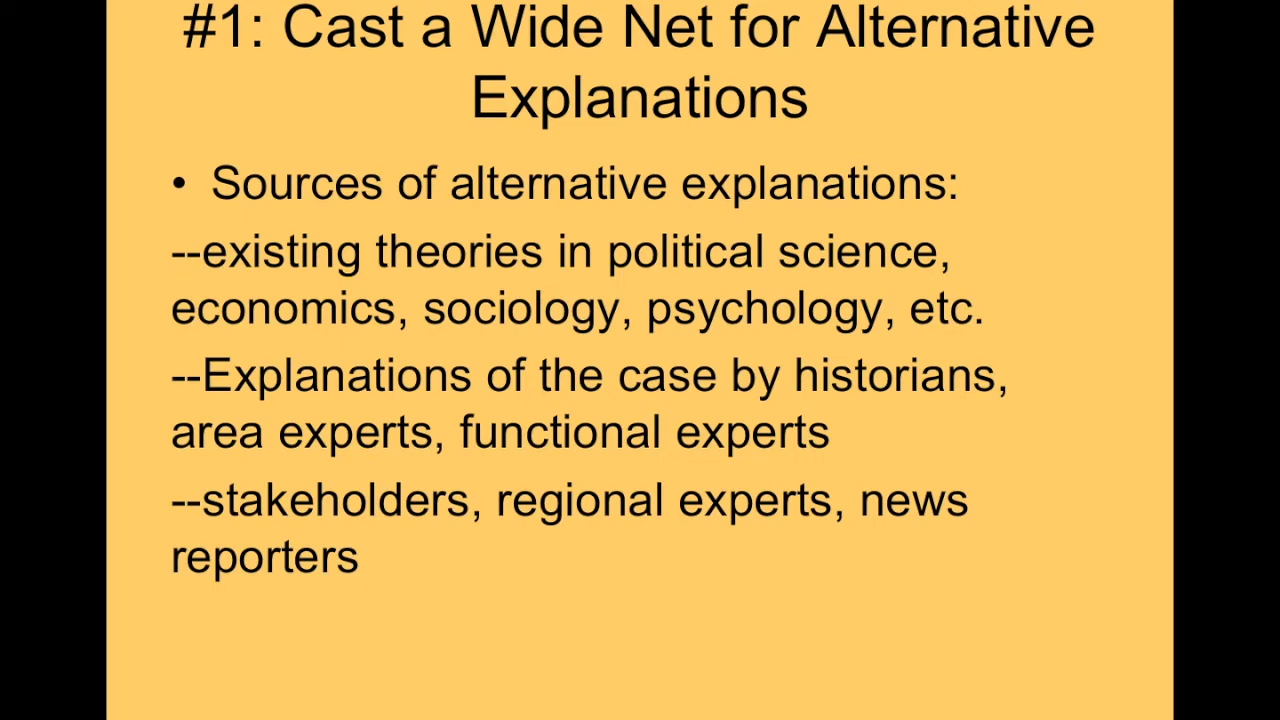 #1: Cast a Wide Net for Alternative
Explanations
• Sources of alternative explanations:
--existing theories in political science,
economics, sociology, psychology, etc.
--Explanations of the case by historians,
area experts, functional experts
--stakeholders, regional experts, news
reporters